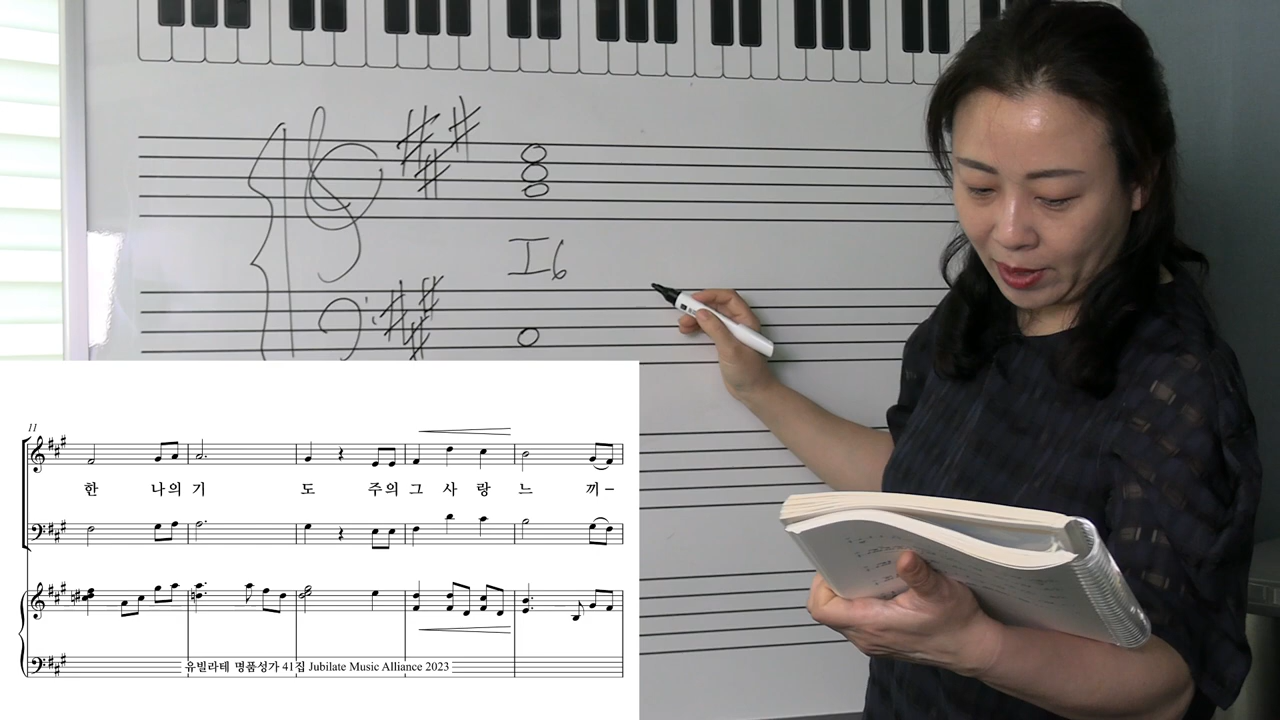 I6
11
한 나의 기 도 주의 그 사 랑 느 끼-
유빌라테 명품성가 41집 Jubilate Music Alliance 2023